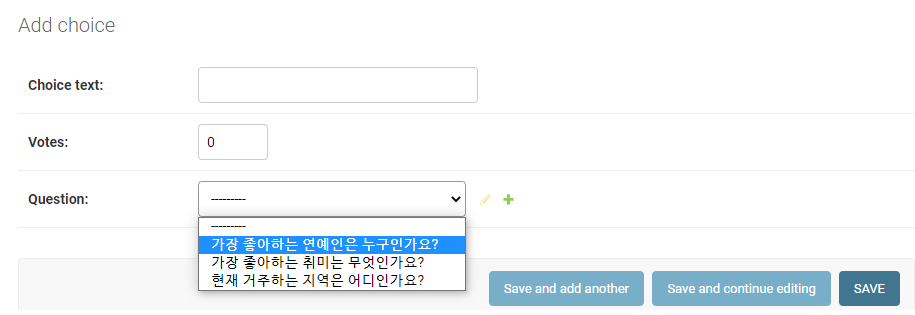 Add choice
Choice text:
Votes:
0
Question:
---------
---------
가장 좋아하는 연예인은 누구인가요?
가장 좋아하는 취미는 무엇인가요?
현재 거주하는 지역은 어디인가요?
Save and add another
Save and continue editing
SAVE